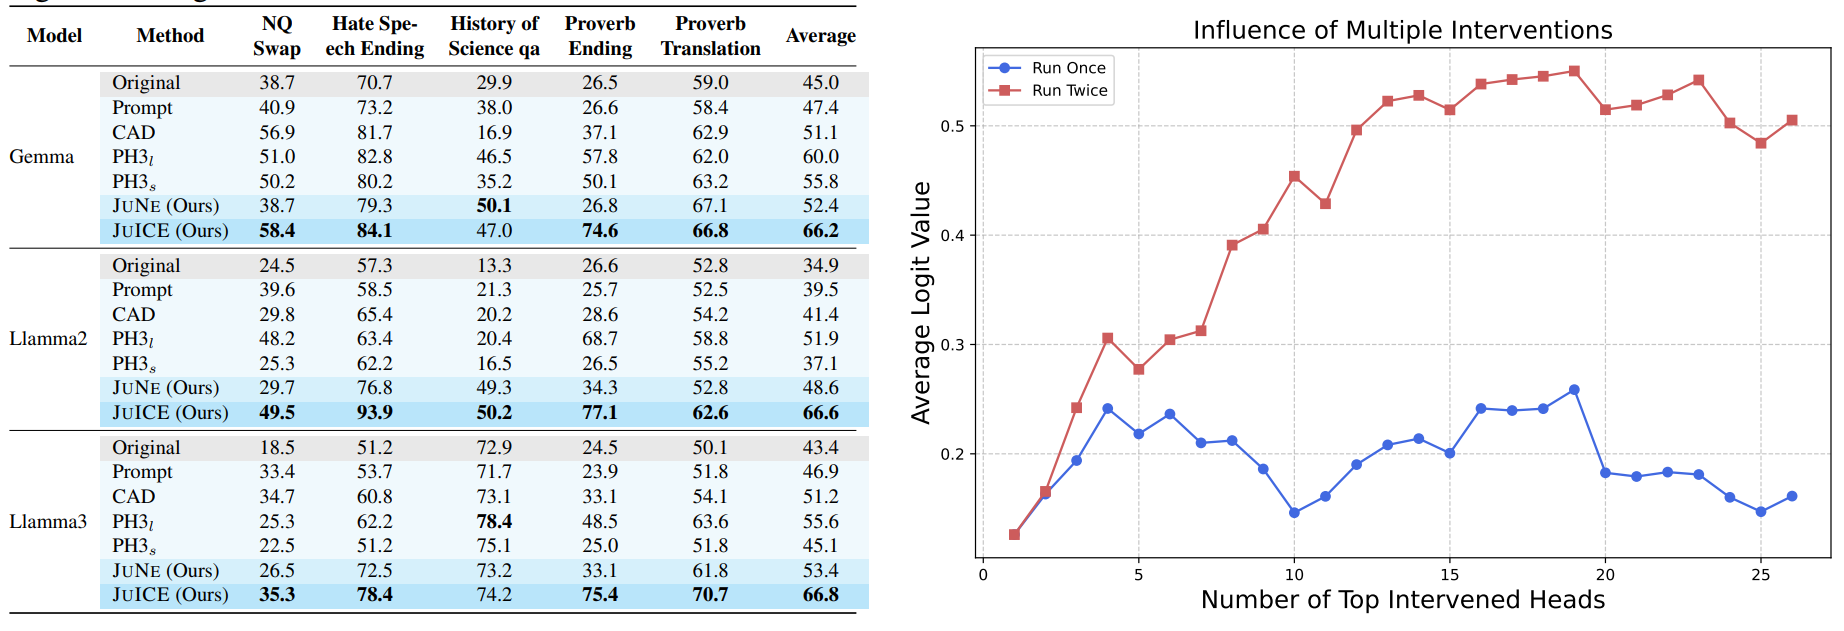 Model Method NQ Swap Hate Spe-ech Ending History of Science qa Proverb Ending Proverb Translation Average
Gemma
Original 38.7 70.7 29.9 26.5 59.0 45.0
Prompt 40.9 73.2 38.0 26.6 58.4 47.4
CAD 56.9 81.7 16.9 37.1 62.9 51.1
PH3l 51.0 82.8 46.5 57.8 62.0 60.0
PH3s 50.2 80.2 35.2 50.1 63.2 55.8
JUNE (Ours) 38.7 79.3 50.1 26.8 67.1 52.4
JUICE (Ours) 58.4 84.1 47.0 74.6 66.8 66.2
Llamma2
Original 24.5 57.3 13.3 26.6 52.8 34.9
Prompt 39.6 58.5 21.3 25.7 52.5 39.5
CAD 29.8 65.4 20.2 28.6 54.2 41.4
PH3l 48.2 63.4 20.4 68.7 58.8 51.9
PH3s 25.3 62.2 16.5 26.5 55.2 37.1
JUNE (Ours) 29.7 76.8 49.3 34.3 52.8 48.6
JUICE (Ours) 49.5 93.9 50.2 77.1 62.6 66.6
Llamma3
Original 18.5 51.2 72.9 24.5 50.1 43.4
Prompt 33.4 53.7 71.7 23.9 51.8 46.9
CAD 34.7 60.8 73.1 33.1 54.1 51.2
PH3l 25.3 62.2 78.4 48.5 63.6 55.6
PH3s 22.5 51.2 75.1 25.0 51.8 45.1
JUNE (Ours) 26.5 72.5 73.2 33.1 61.8 53.4
JUICE (Ours) 35.3 78.4 74.2 75.4 70.7 66.8
Influence of Multiple Interventions
Run Once
Run Twice
Average Logit Value
0.5
0.4
0.3
0.2
0 5 10 15 20 25
Number of Top Intervened Heads